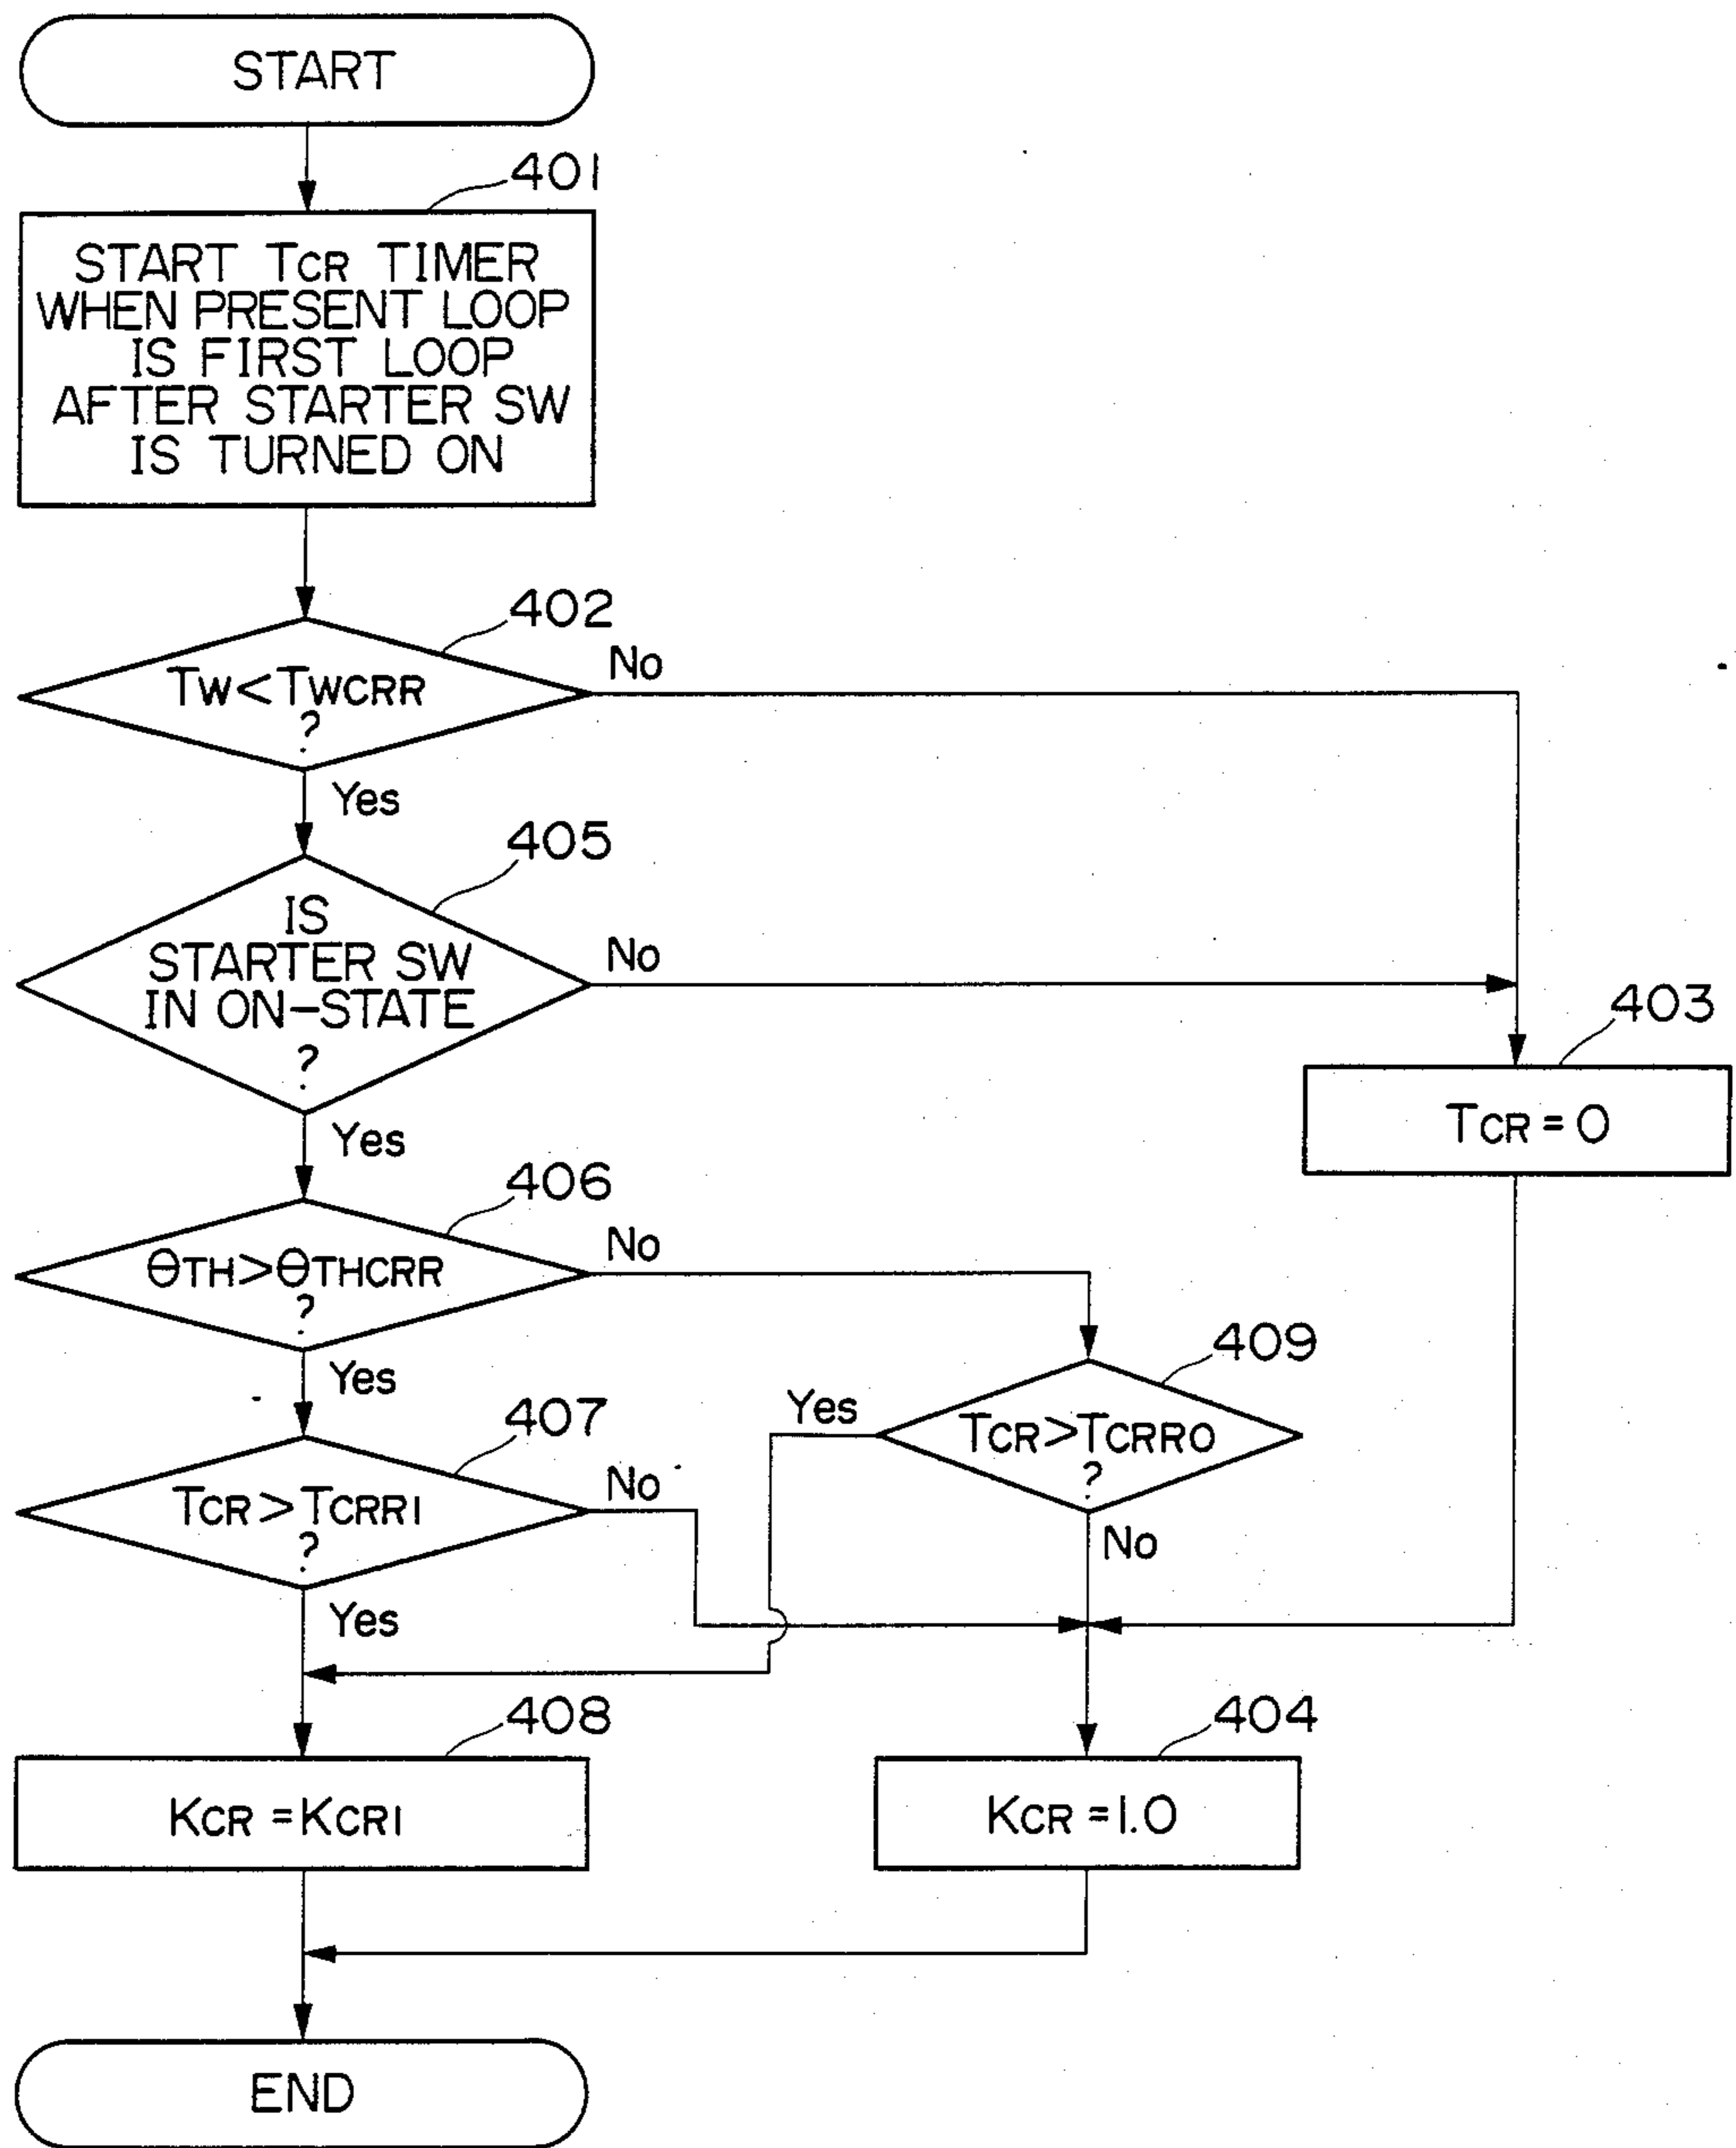 START
401
START TCR TIMER
WHEN PRESENT LOOP
IS FIRST LOOP
AFTER STARTER SW
IS TURNED ON
402
TW<TWCRR
?
No
Yes
405
IS
STARTER SW
IN ON-STATE
?
No
Yes
403
TCR=0
406
θTH>θTHCRR
?
No
Yes
409
TCR>TCRR0
?
Yes
No
407
TCR>TCRR1
?
No
Yes
408
KCR=KCR1
404
KCR=1.0
END